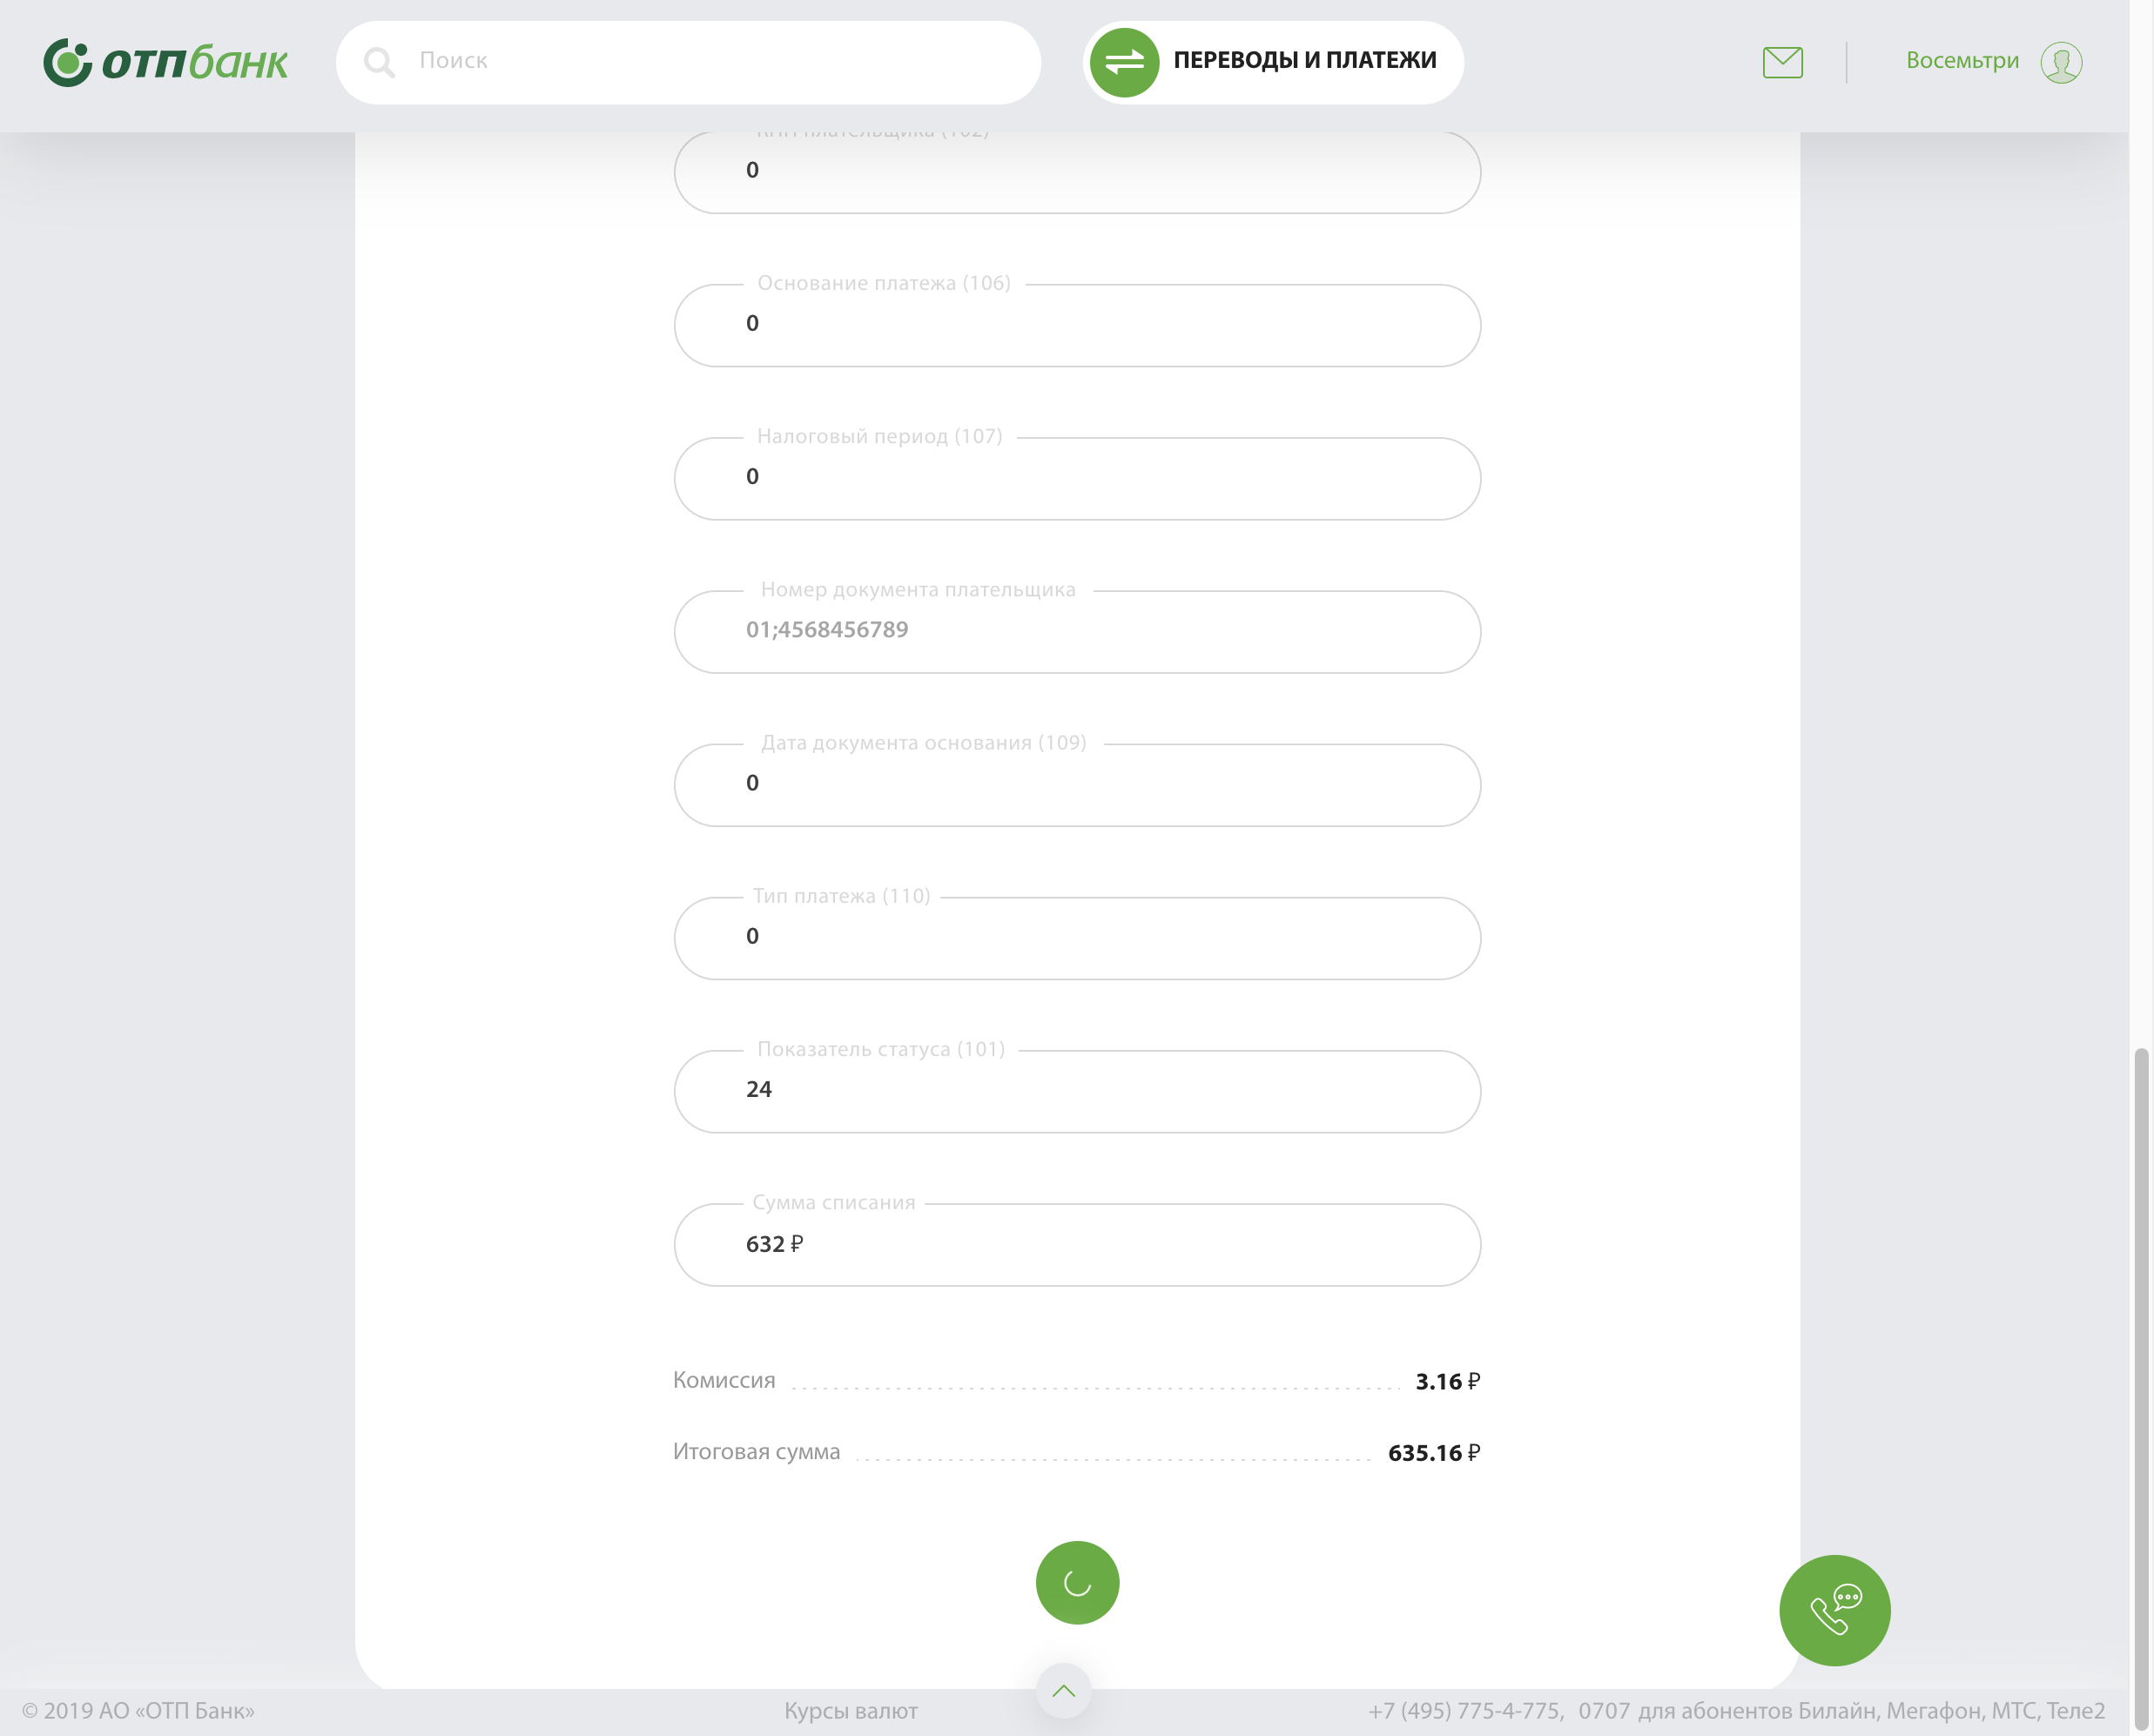 отпбанк
Поиск
ПЕРЕВОДЫ И ПЛАТЕЖИ
Восемьтри
КПП плательщика (102)
0
Основание платежа (106)
0
Налоговый период (107)
0
Номер документа плательщика
01;4568456789
Дата документа основания (109)
0
Тип платежа (110)
0
Показатель статуса (101)
24
Сумма списания
632 ₽
Комиссия 3.16 ₽
Итоговая сумма 635.16 ₽
© 2019 АО «ОТП Банк» Курсы валют +7 (495) 775-4-775, 0707 для абонентов Билайн, Мегафон, МТС, Теле2